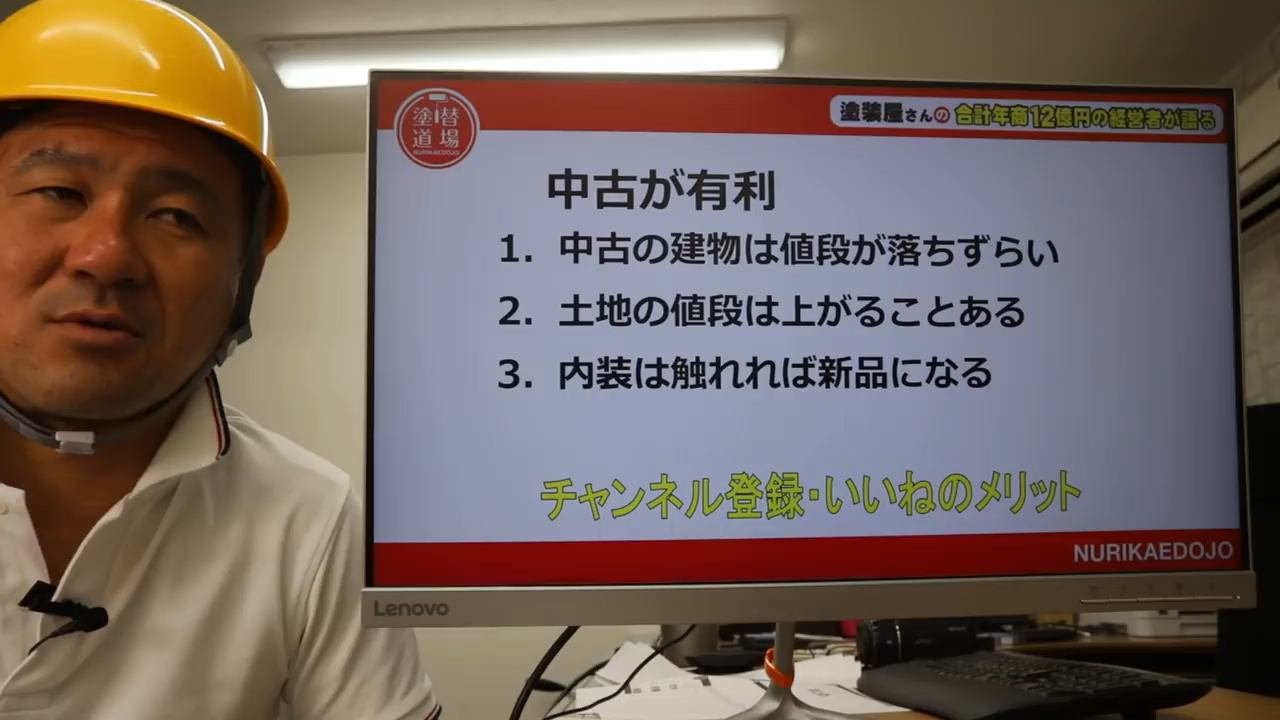 塗替
道場
NURIKAEDOJO
塗装屋さんの 合計年商12億円の経営者が語る
中古が有利
1. 中古の建物は値段が落ちずらい
2. 土地の値段は上がることある
3. 内装は触れれば新品になる
チャンネル登録・いいねのメリット
NURIKAEDOJO
Lenovo